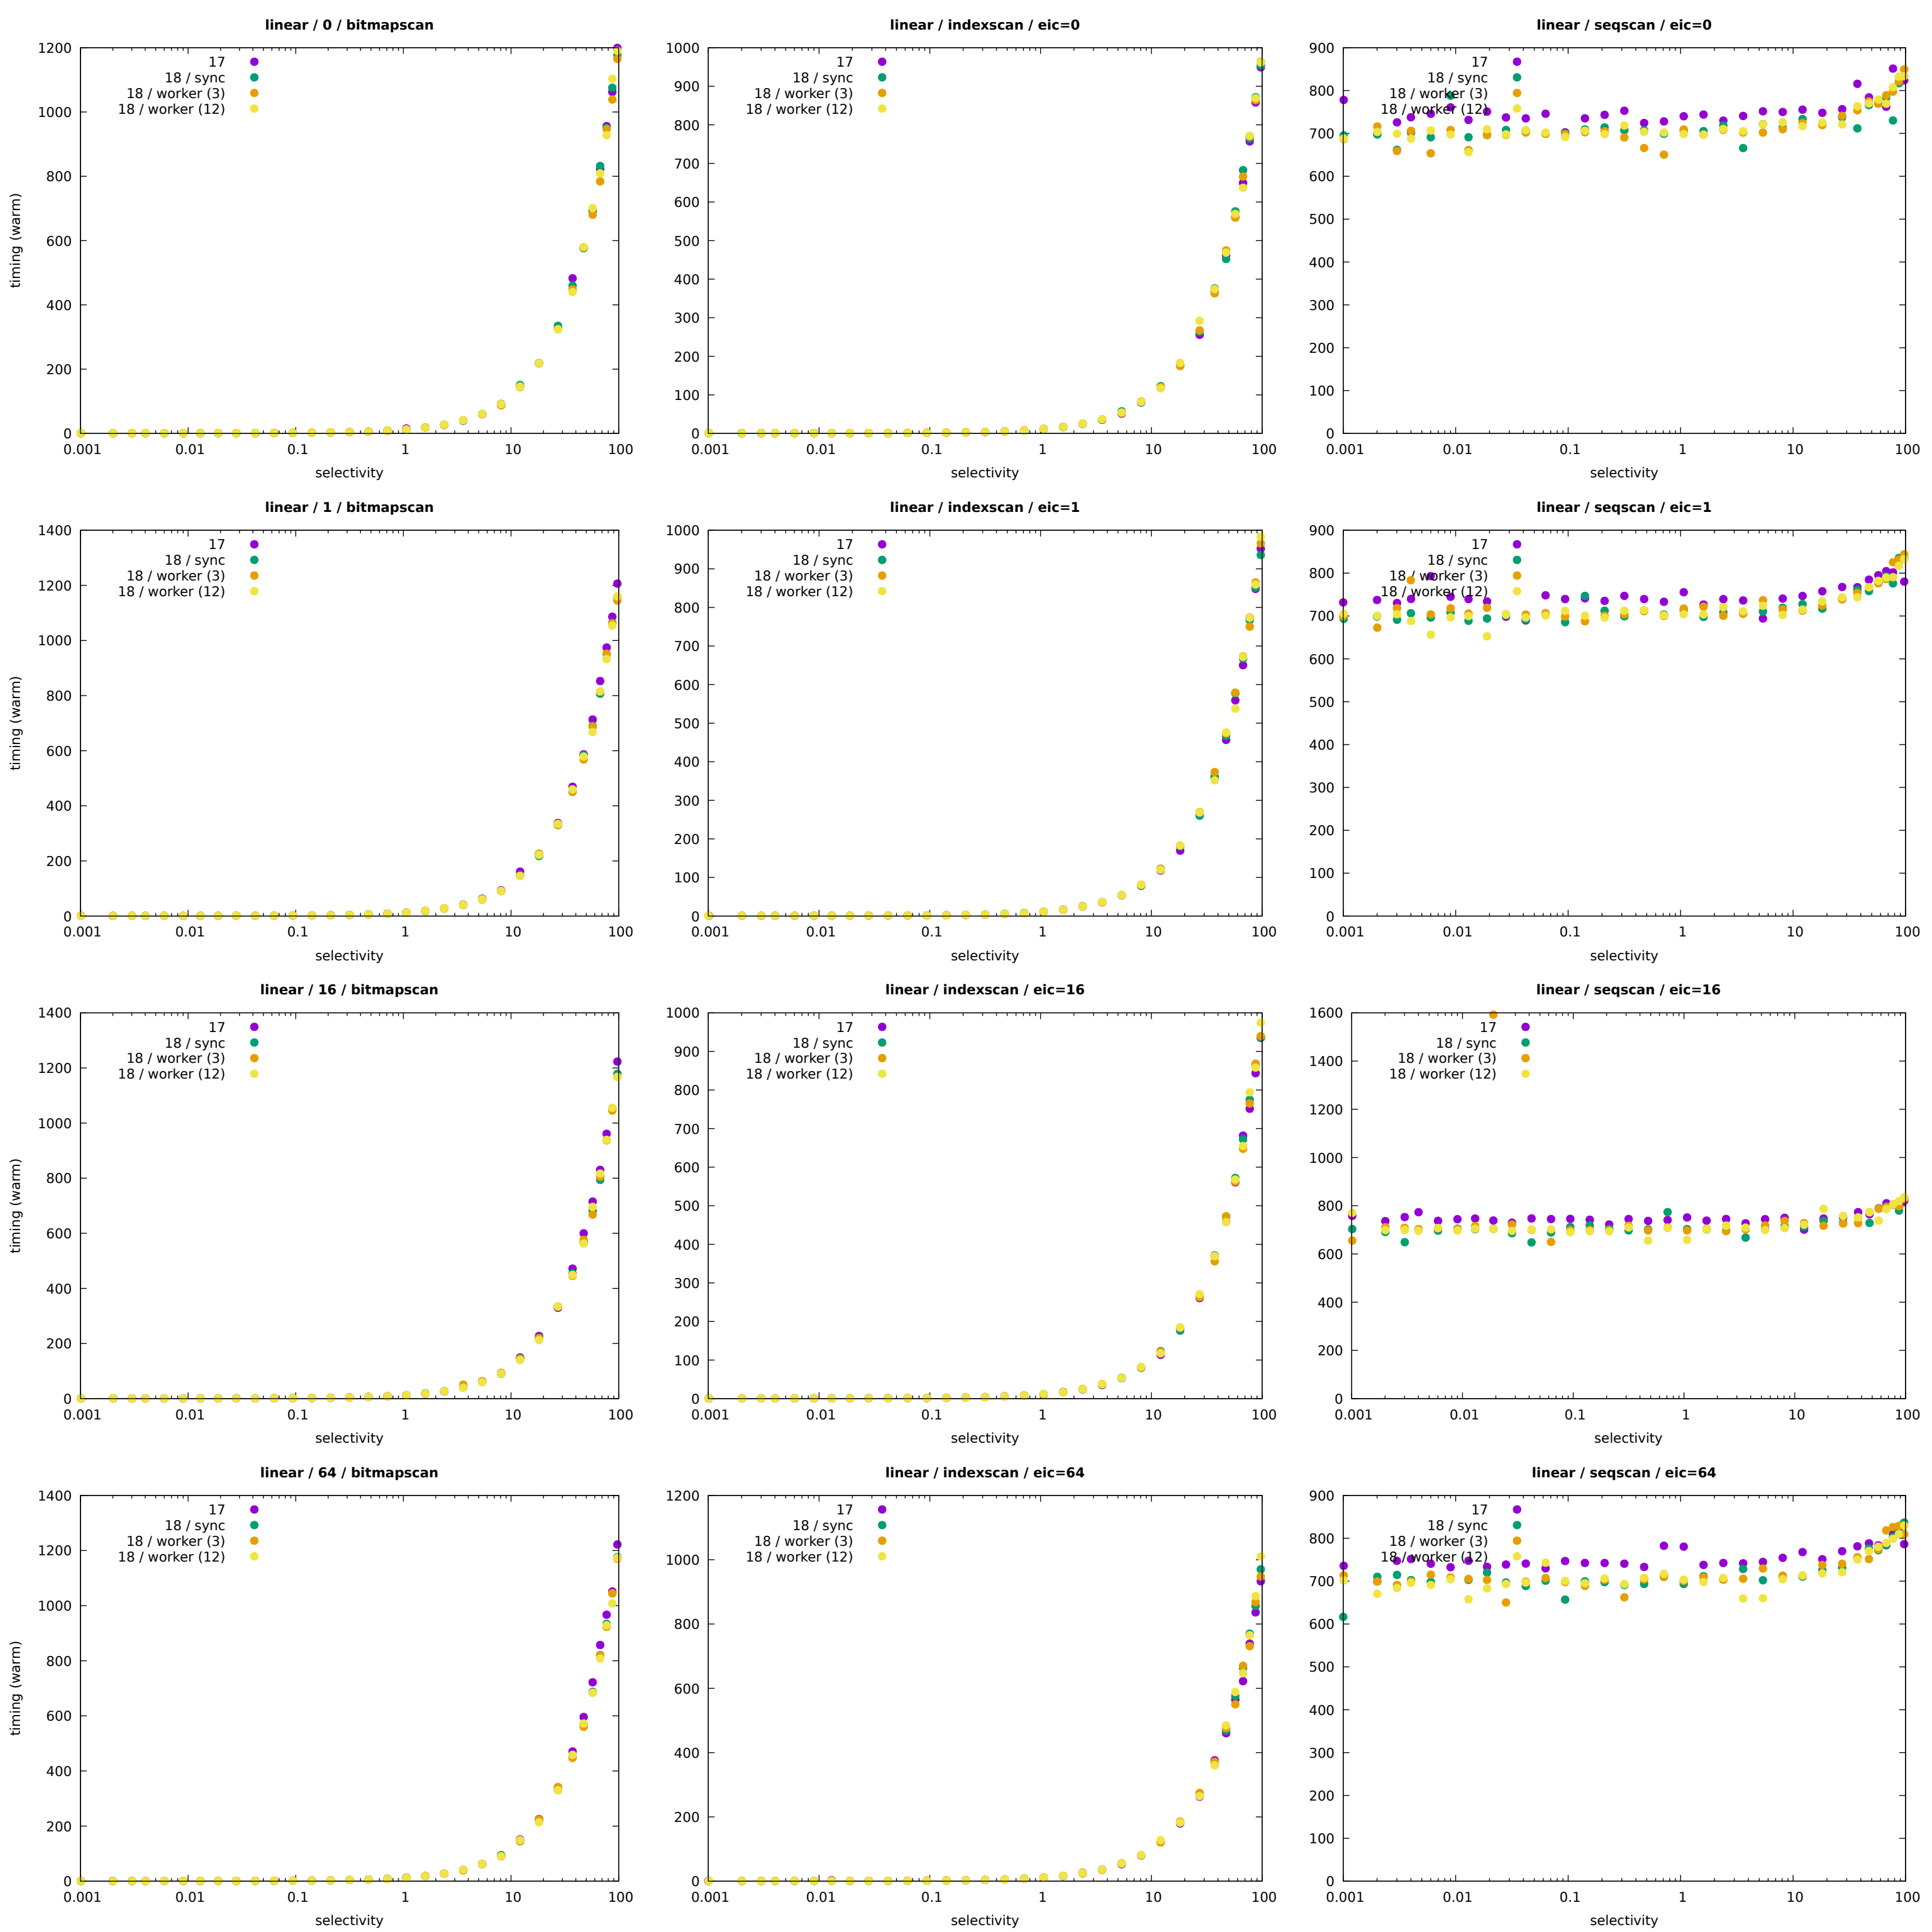 linear / 0 / bitmapscan
1200
1000
800
600
400
200
0
0.001 0.01 0.1 1 10 100
timing (warm)
selectivity
17
18 / sync
18 / worker (3)
18 / worker (12)
linear / indexscan / eic=0
1000
900
800
700
600
500
400
300
200
100
0
0.001 0.01 0.1 1 10 100
selectivity
17
18 / sync
18 / worker (3)
18 / worker (12)
linear / seqscan / eic=0
900
800
700
600
500
400
300
200
100
0
0.001 0.01 0.1 1 10 100
selectivity
17
18 / sync
18 / worker (3)
18 / worker (12)
linear / 1 / bitmapscan
1400
1200
1000
800
600
400
200
0
0.001 0.01 0.1 1 10 100
timing (warm)
selectivity
17
18 / sync
18 / worker (3)
18 / worker (12)
linear / indexscan / eic=1
1000
900
800
700
600
500
400
300
200
100
0
0.001 0.01 0.1 1 10 100
selectivity
17
18 / sync
18 / worker (3)
18 / worker (12)
linear / seqscan / eic=1
900
800
700
600
500
400
300
200
100
0
0.001 0.01 0.1 1 10 100
selectivity
17
18 / sync
18 / worker (3)
18 / worker (12)
linear / 16 / bitmapscan
1400
1200
1000
800
600
400
200
0
0.001 0.01 0.1 1 10 100
timing (warm)
selectivity
17
18 / sync
18 / worker (3)
18 / worker (12)
linear / indexscan / eic=16
1000
900
800
700
600
500
400
300
200
100
0
0.001 0.01 0.1 1 10 100
selectivity
17
18 / sync
18 / worker (3)
18 / worker (12)
linear / seqscan / eic=16
1600
1400
1200
1000
800
600
400
200
0
0.001 0.01 0.1 1 10 100
selectivity
17
18 / sync
18 / worker (3)
18 / worker (12)
linear / 64 / bitmapscan
1400
1200
1000
800
600
400
200
0
0.001 0.01 0.1 1 10 100
timing (warm)
selectivity
17
18 / sync
18 / worker (3)
18 / worker (12)
linear / indexscan / eic=64
1200
1000
800
600
400
200
0
0.001 0.01 0.1 1 10 100
selectivity
17
18 / sync
18 / worker (3)
18 / worker (12)
linear / seqscan / eic=64
900
800
700
600
500
400
300
200
100
0
0.001 0.01 0.1 1 10 100
selectivity
17
18 / sync
18 / worker (3)
18 / worker (12)